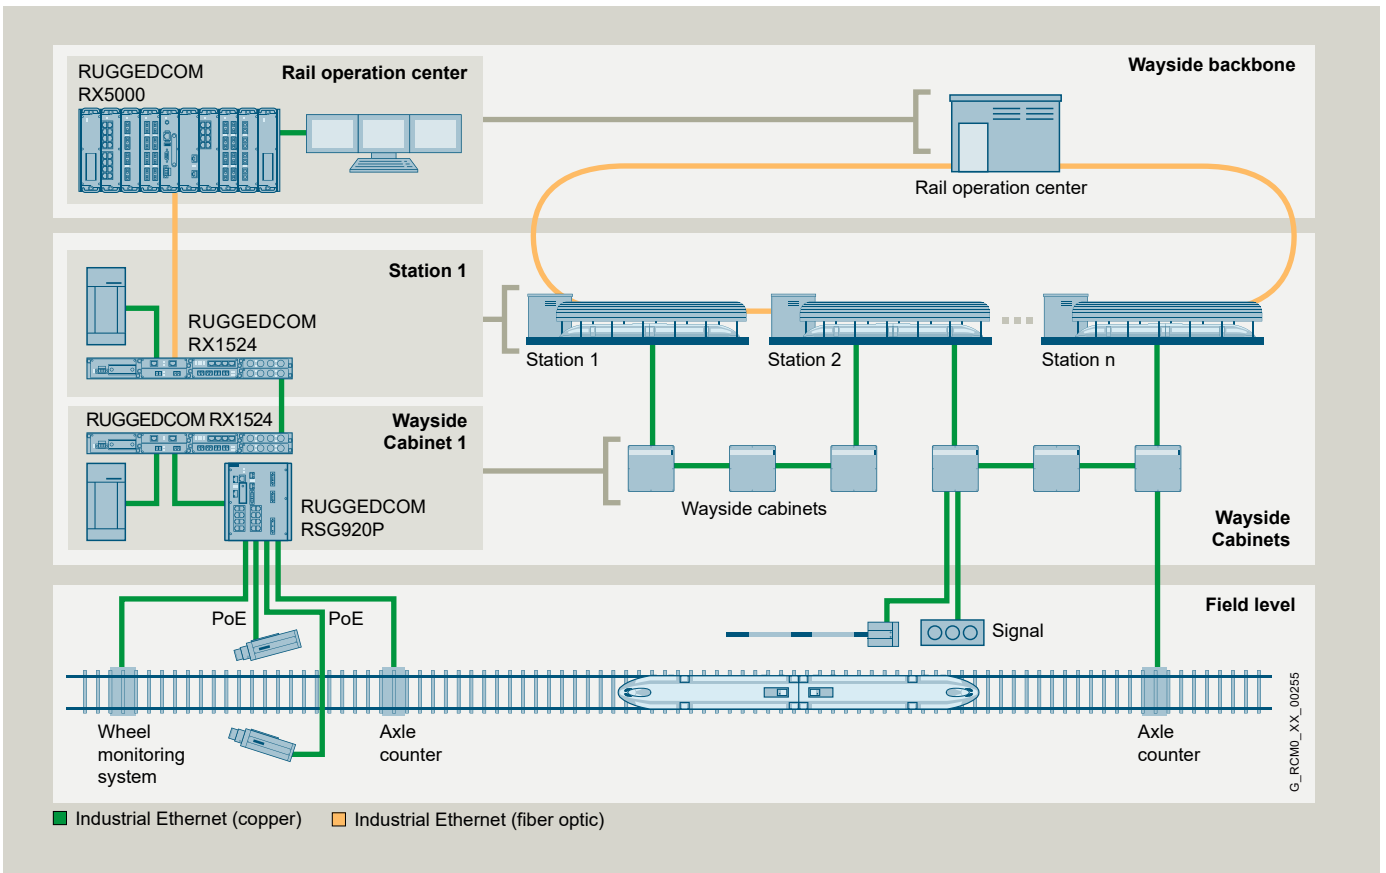 RUGGEDCOM
RX5000
Rail operation center
Wayside backbone
Rail operation center
Station 1
RUGGEDCOM
RX1524
Station 1
Station 2
Station n
RUGGEDCOM RX1524
Wayside
Cabinet 1
RUGGEDCOM
RSG920P
Wayside cabinets
Wayside
Cabinets
Field level
PoE
PoE
Signal
Wheel
monitoring
system
Axle
counter
Axle
counter
G_RCM0_XX_00255
Industrial Ethernet (copper)
Industrial Ethernet (fiber optic)